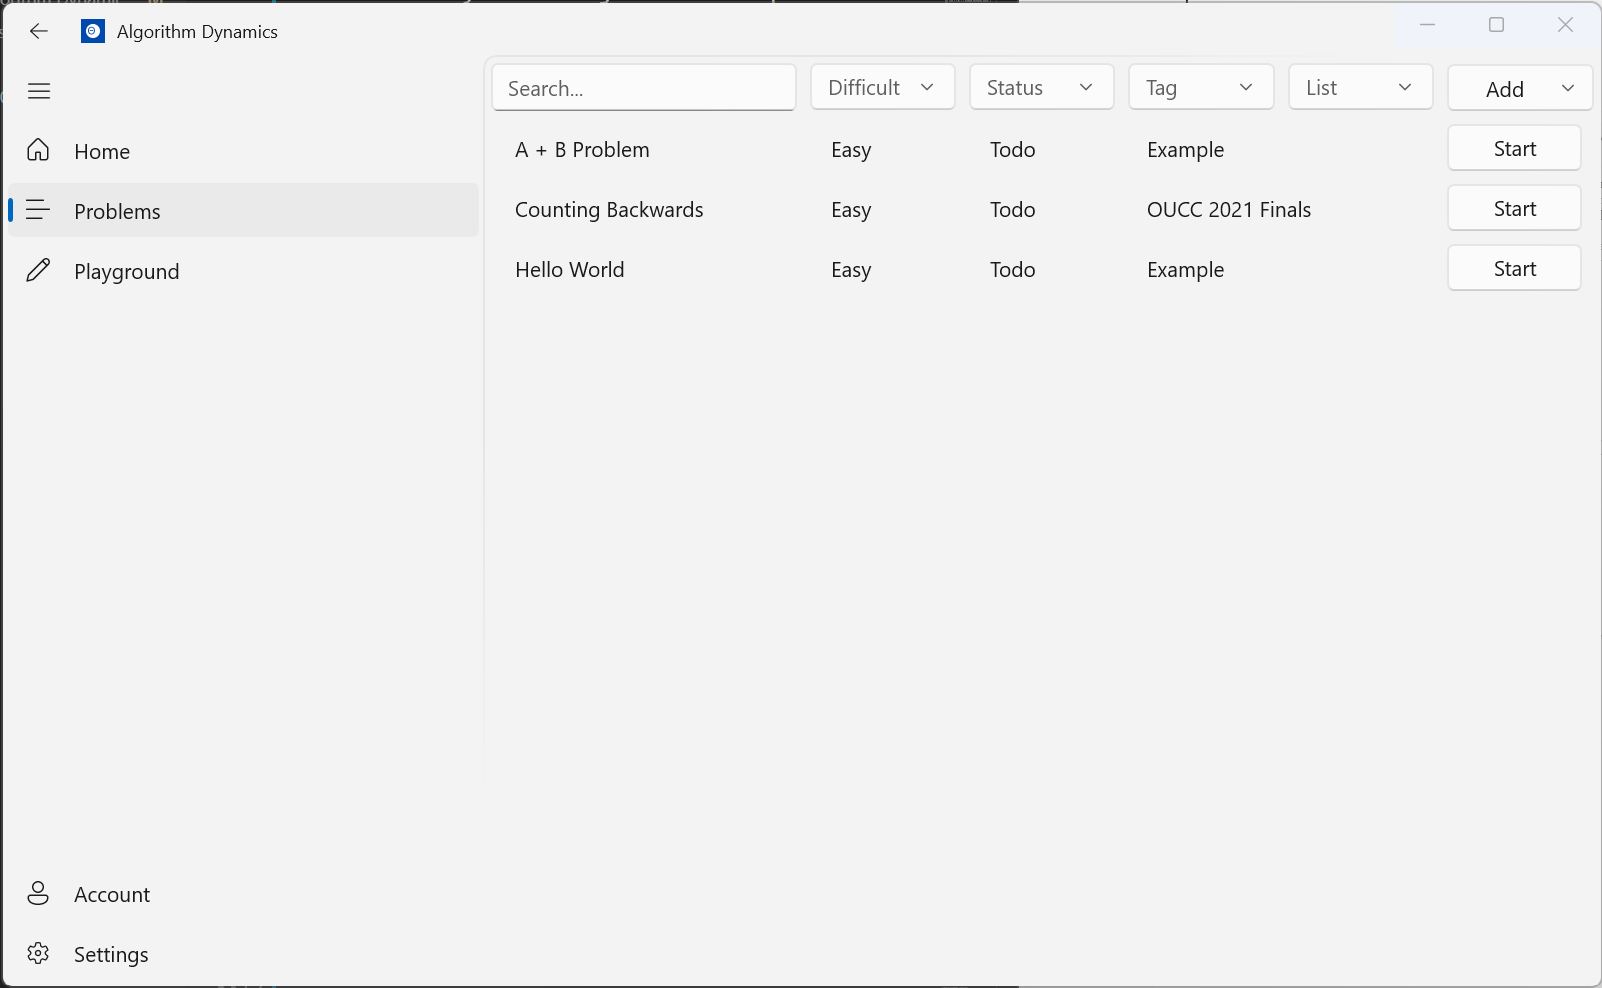 Algorithm Dynamics
Home
Problems
Playground
Account
Settings
Search... Difficult Status Tag List Add
A + B Problem Easy Todo Example Start
Counting Backwards Easy Todo OUCC 2021 Finals Start
Hello World Easy Todo Example Start